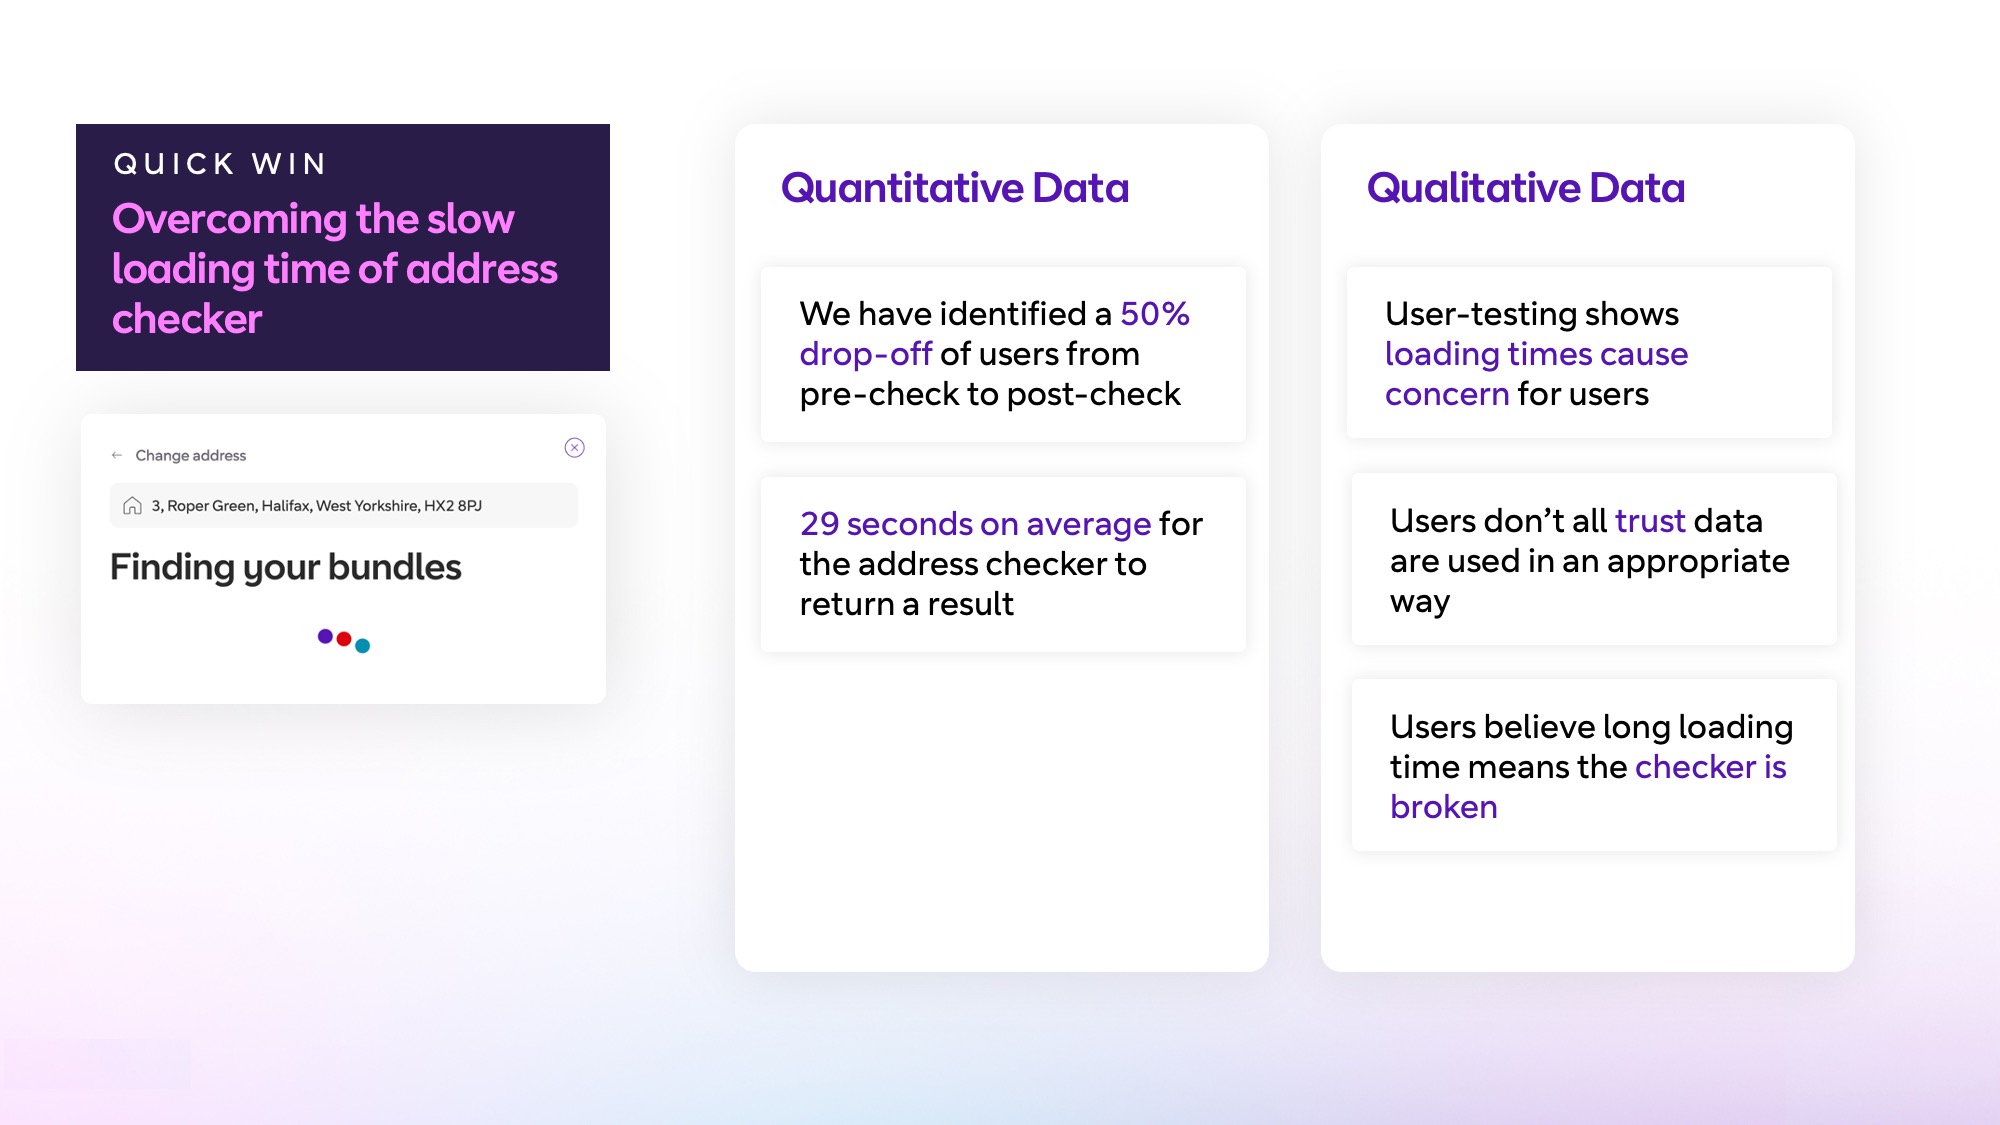 QUICK WIN
Overcoming the slow
loading time of address
checker
← Change address
3, Roper Green, Halifax, West Yorkshire, HX2 8PJ
Finding your bundles
Quantitative Data
We have identified a 50%
drop-off of users from
pre-check to post-check
29 seconds on average for
the address checker to
return a result
Qualitative Data
User-testing shows
loading times cause
concern for users
Users don’t all trust data
are used in an appropriate
way
Users believe long loading
time means the checker is
broken